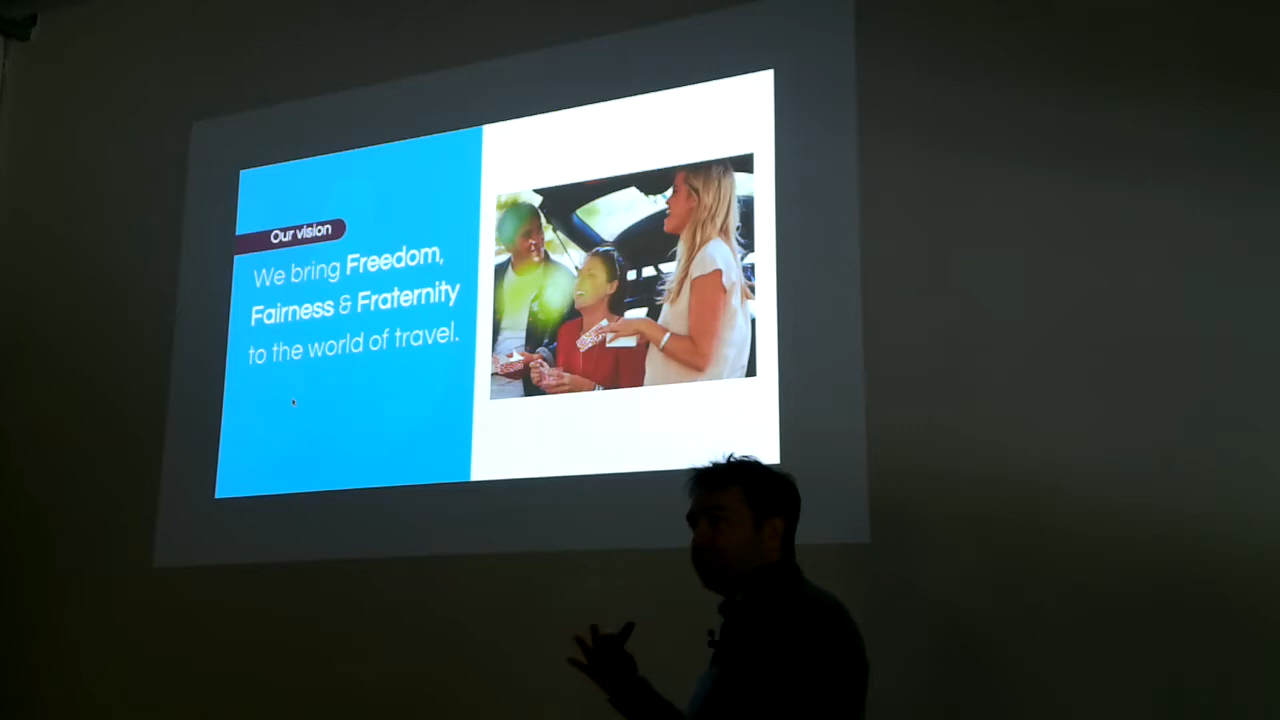 Our vision
We bring Freedom,
Fairness & Fraternity
to the world of travel.